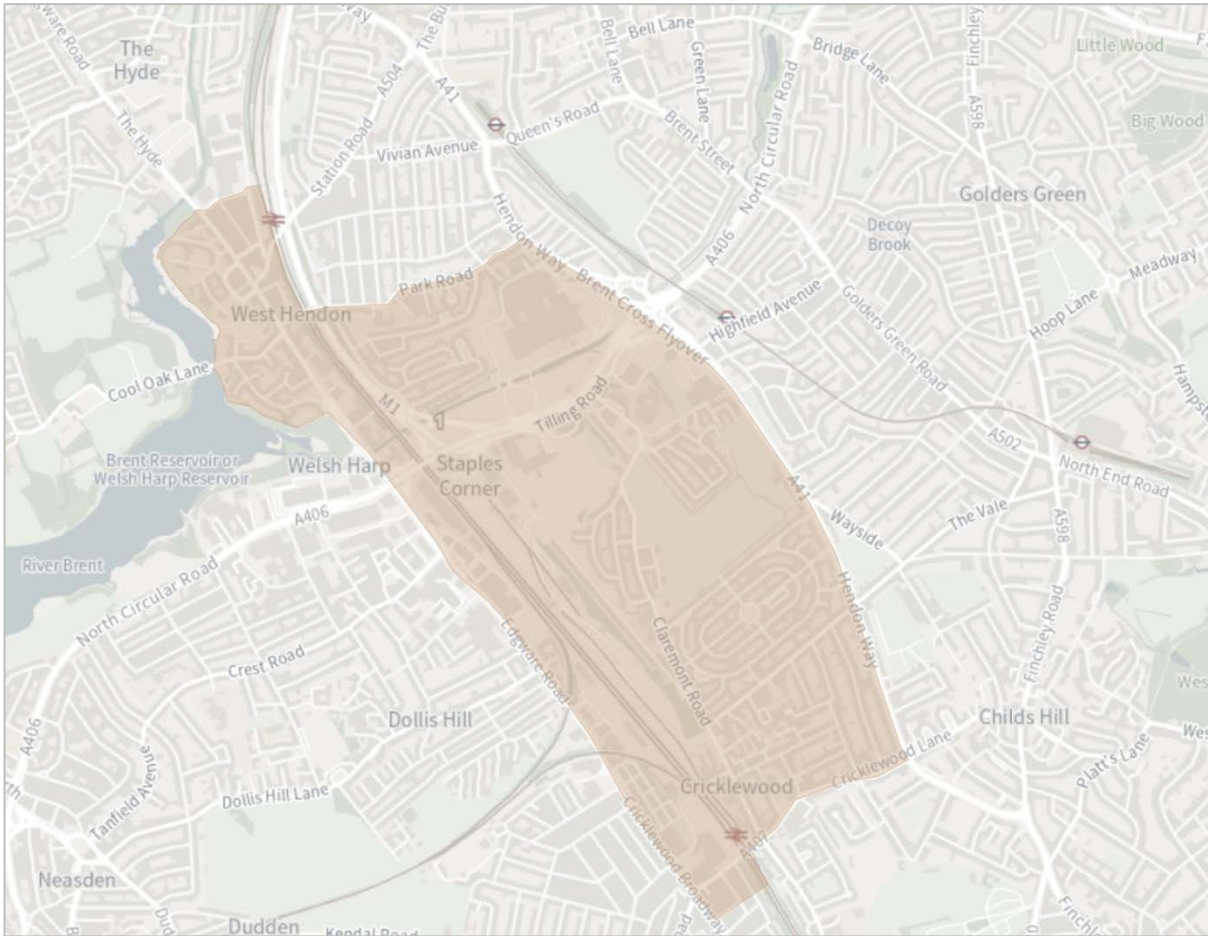 The
Hyde
The Hyde
Station Road
A504
A41
Bell Lane
Bell Lane
Green Lane
Bridge Lane
Finchley
A598
Little Wood
Big Wood
Vivian Avenue
Queen's Road
Brent Street
North Circular Road
Golders Green
Decoy
Brook
Meadway
Hendon Way
A406
Park Road
Brent Cross Flyover
Highfield Avenue
Golders Green Road
Hoop Lane
West Hendon
Cool Oak Lane
M1
1
Tilling Road
A502
North End Road
Welsh Harp
Staples
Corner
Brent Reservoir or
Welsh Harp Reservoir
A406
A41
Wayside
The Vale
A598
River Brent
North Circular Road
Hendon Way
Finchley Road
Crest Road
Edgware Road
Claremont Road
Dollis Hill
Childs Hill
A406
Tanfield Avenue
Dollis Hill Lane
Cricklewood
Cricklewood Lane
Platt's Lane
Cricklewood Broadway
A407
Neasden
Dudden
Kendal Road